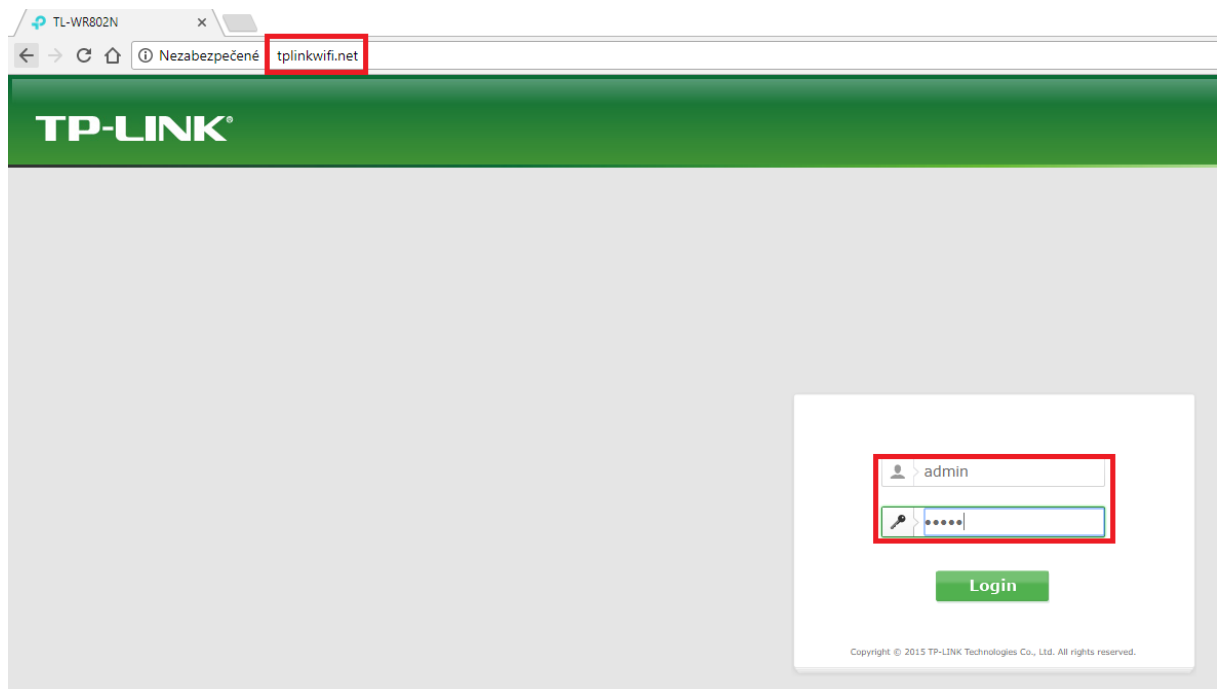 TL-WR802N
Nezabezpečené tplinkwifi.net
TP-LINK®
admin
•••••
Login
Copyright © 2015 TP-LINK Technologies Co., Ltd. All rights reserved.